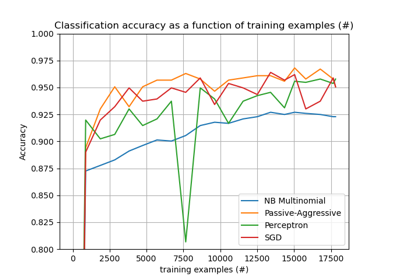 Classification accuracy as a function of training examples (#)
1.000
0.975
0.950
0.925
0.900
0.875
0.850
0.825
0.800
Accuracy
NB Multinomial
Passive-Aggressive
Perceptron
SGD
0 2500 5000 7500 10000 12500 15000 17500
training examples (#)